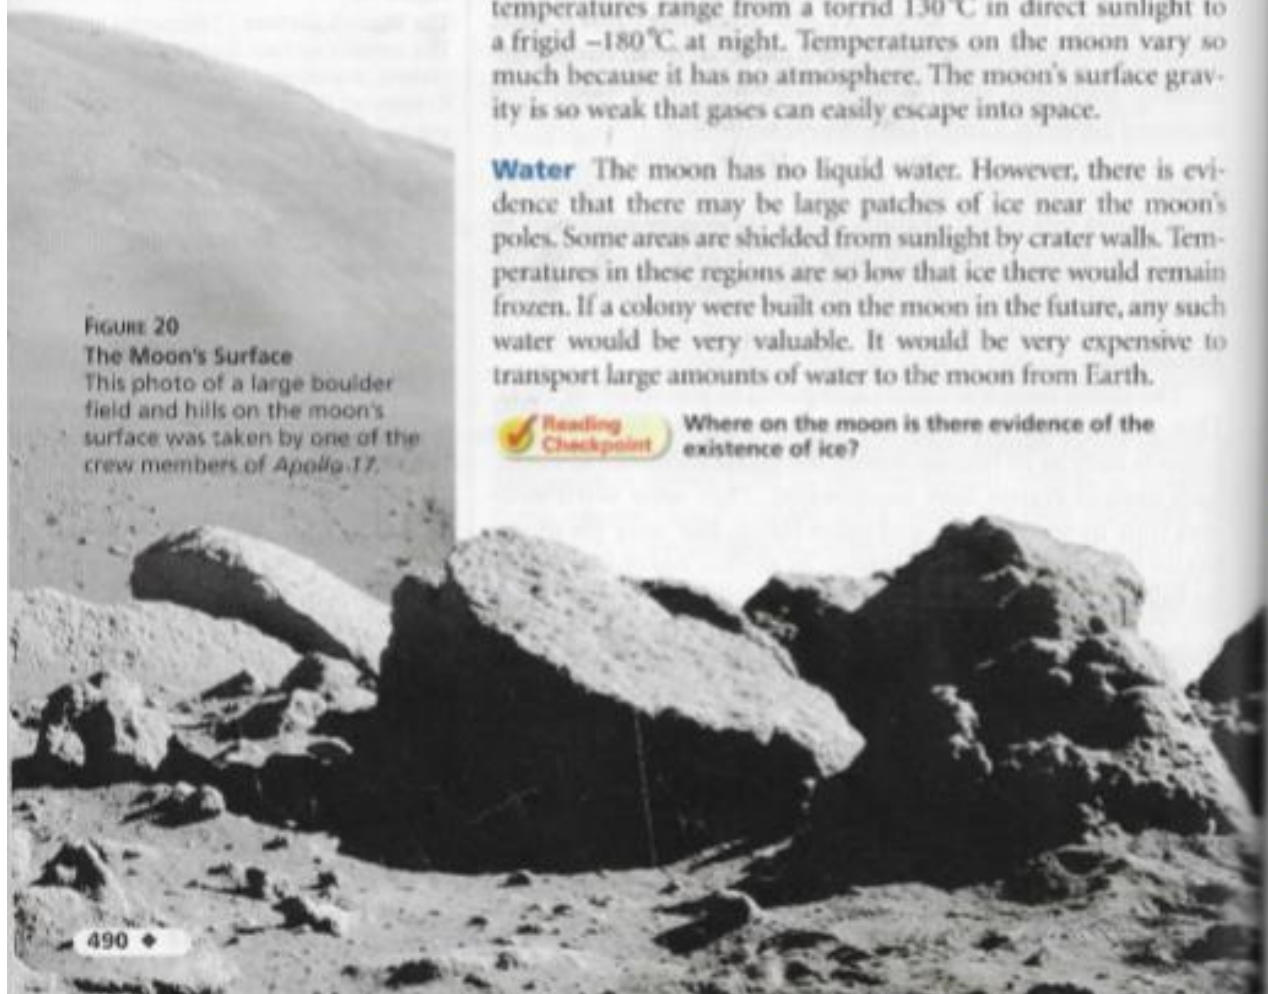 temperatures range from a torrid 130°C in direct sunlight to
a frigid –180°C at night. Temperatures on the moon vary so
much because it has no atmosphere. The moon's surface grav-
ity is so weak that gases can easily escape into space.
Water The moon has no liquid water. However, there is evi-
dence that there may be large patches of ice near the moon's
poles. Some areas are shielded from sunlight by crater walls. Tem-
peratures in these regions are so low that ice there would remain
frozen. If a colony were built on the moon in the future, any such
water would be very valuable. It would be very expensive to
transport large amounts of water to the moon from Earth.
Reading
Checkpoint
Where on the moon is there evidence of the
existence of ice?
FIGURE 20
The Moon's Surface
This photo of a large boulder
field and hills on the moon's
surface was taken by one of the
crew members of Apollo 17.
490